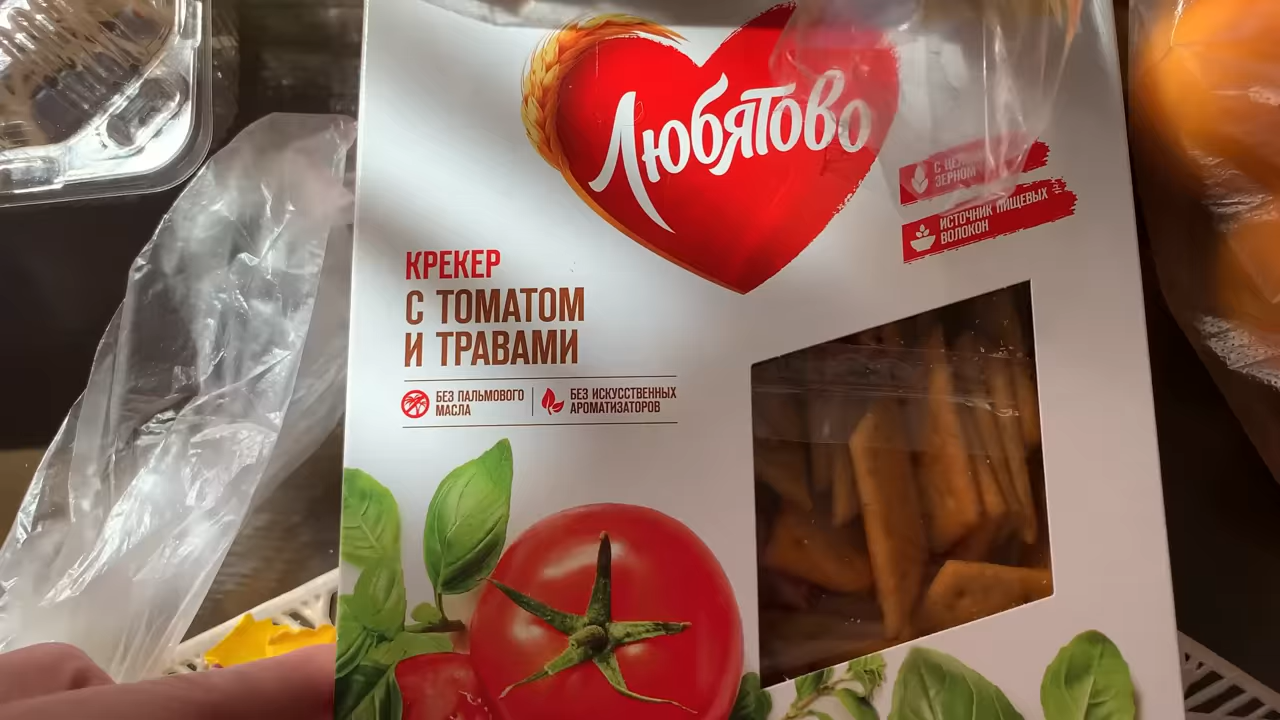 Любятово
ЗЕРНОМ
ИСТОЧНИК ПИЩЕВЫХ
ВОЛОКОН
КРЕКЕР
С ТОМАТОМ
И ТРАВАМИ
БЕЗ ПАЛЬМОВОГО
МАСЛА
БЕЗ ИСКУССТВЕННЫХ
АРОМАТИЗАТОРОВ